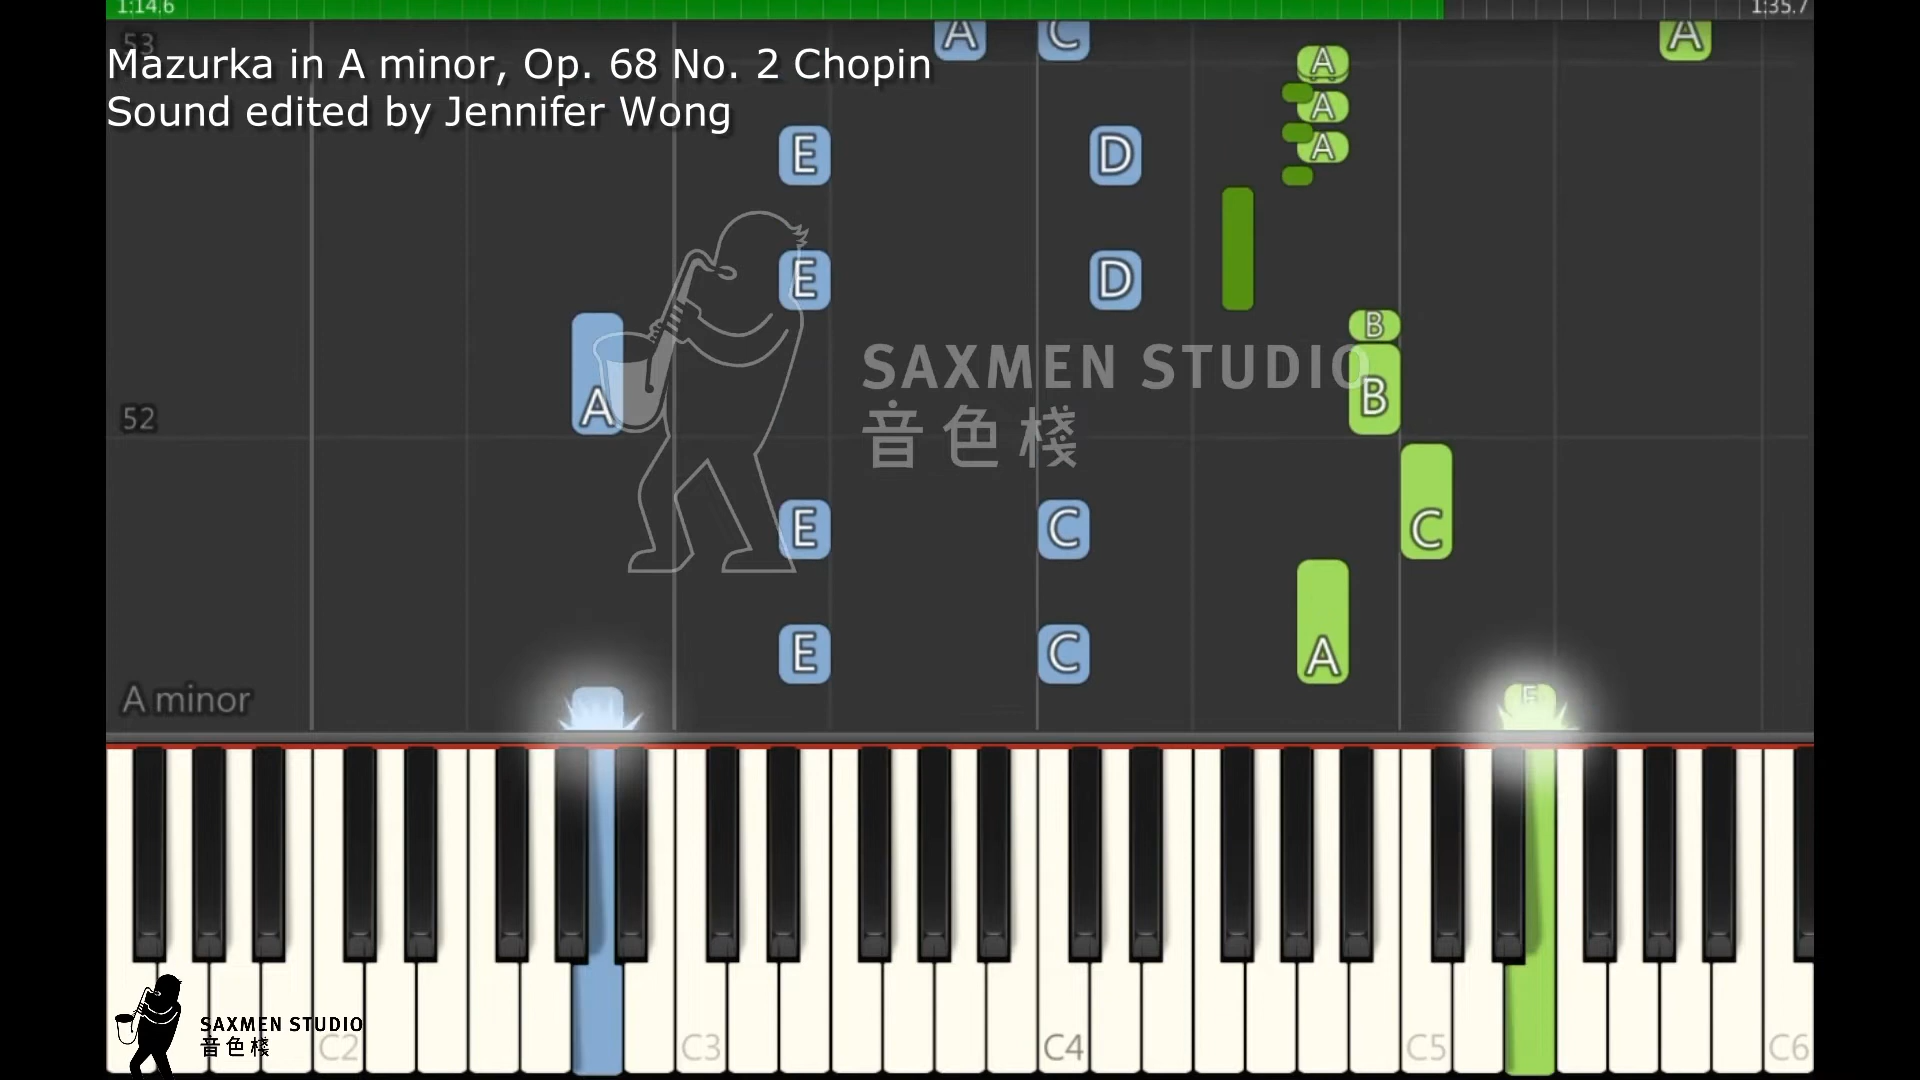 1:14.6 1:35.7
53 A C A A
Mazurka in A minor, Op. 68 No. 2 Chopin
Sound edited by Jennifer Wong
A
E D A
E D
B
SAXMEN STUDIO
52 A B
音色棧
E C C
E C A
A minor E
C2 C3 C4 C5 C6
SAXMEN STUDIO
音色棧